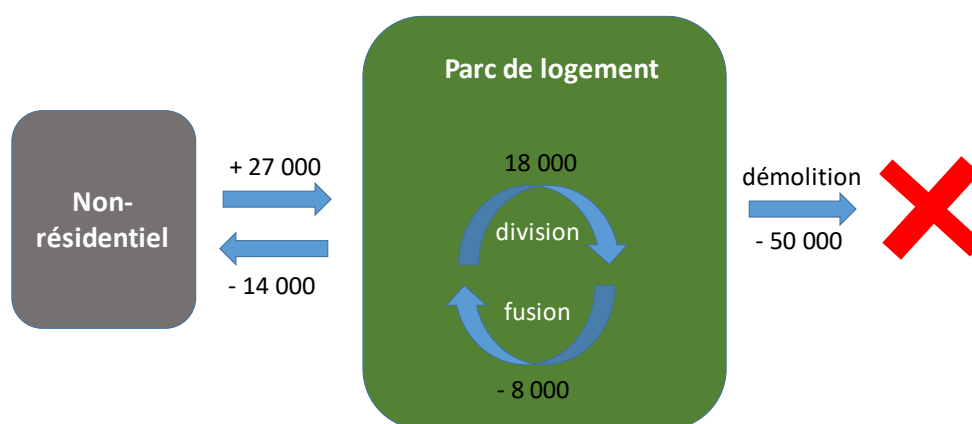 Parc de logement
Non-
résidentiel
+ 27 000
- 14 000
18 000
division
fusion
- 8 000
démolition
- 50 000